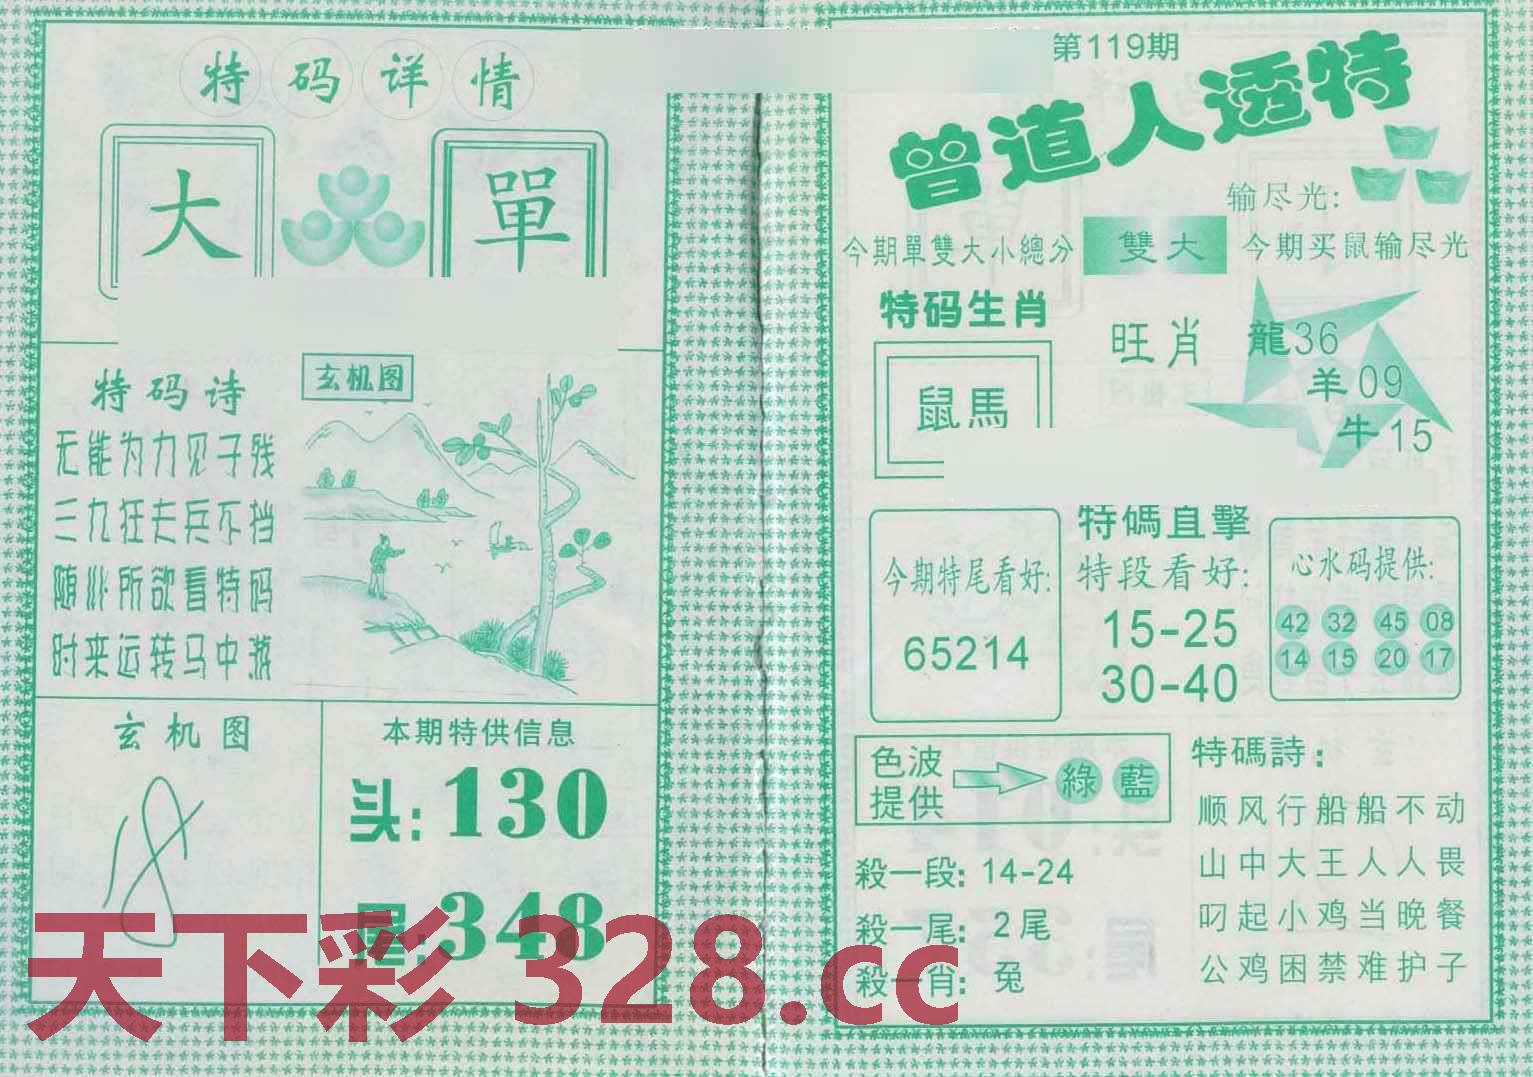 特码详情
大 單
特码诗
无能为力见子残
三九狂走兵不挡
随心所欲看特码
时来运转马中游
玄机图
玄机图
18
本期特供信息
头:130
尾:348
第119期
曾道人透特
输尽光:
今期單雙大小總分 雙大 今期买鼠输尽光
特码生肖
鼠馬
旺肖
龍36
羊09
牛15
今期特尾看好:
65214
特碼直擊
特段看好:
15-25
30-40
心水码提供:
42 32 45 08
14 15 20 17
色波提供 綠 藍
殺一段: 14-24
殺一尾: 2尾
殺一肖: 兔
特碼詩:
顺风行船船不动
山中大王人人畏
叼起小鸡当晚餐
公鸡困禁难护子
天下彩 328.cc